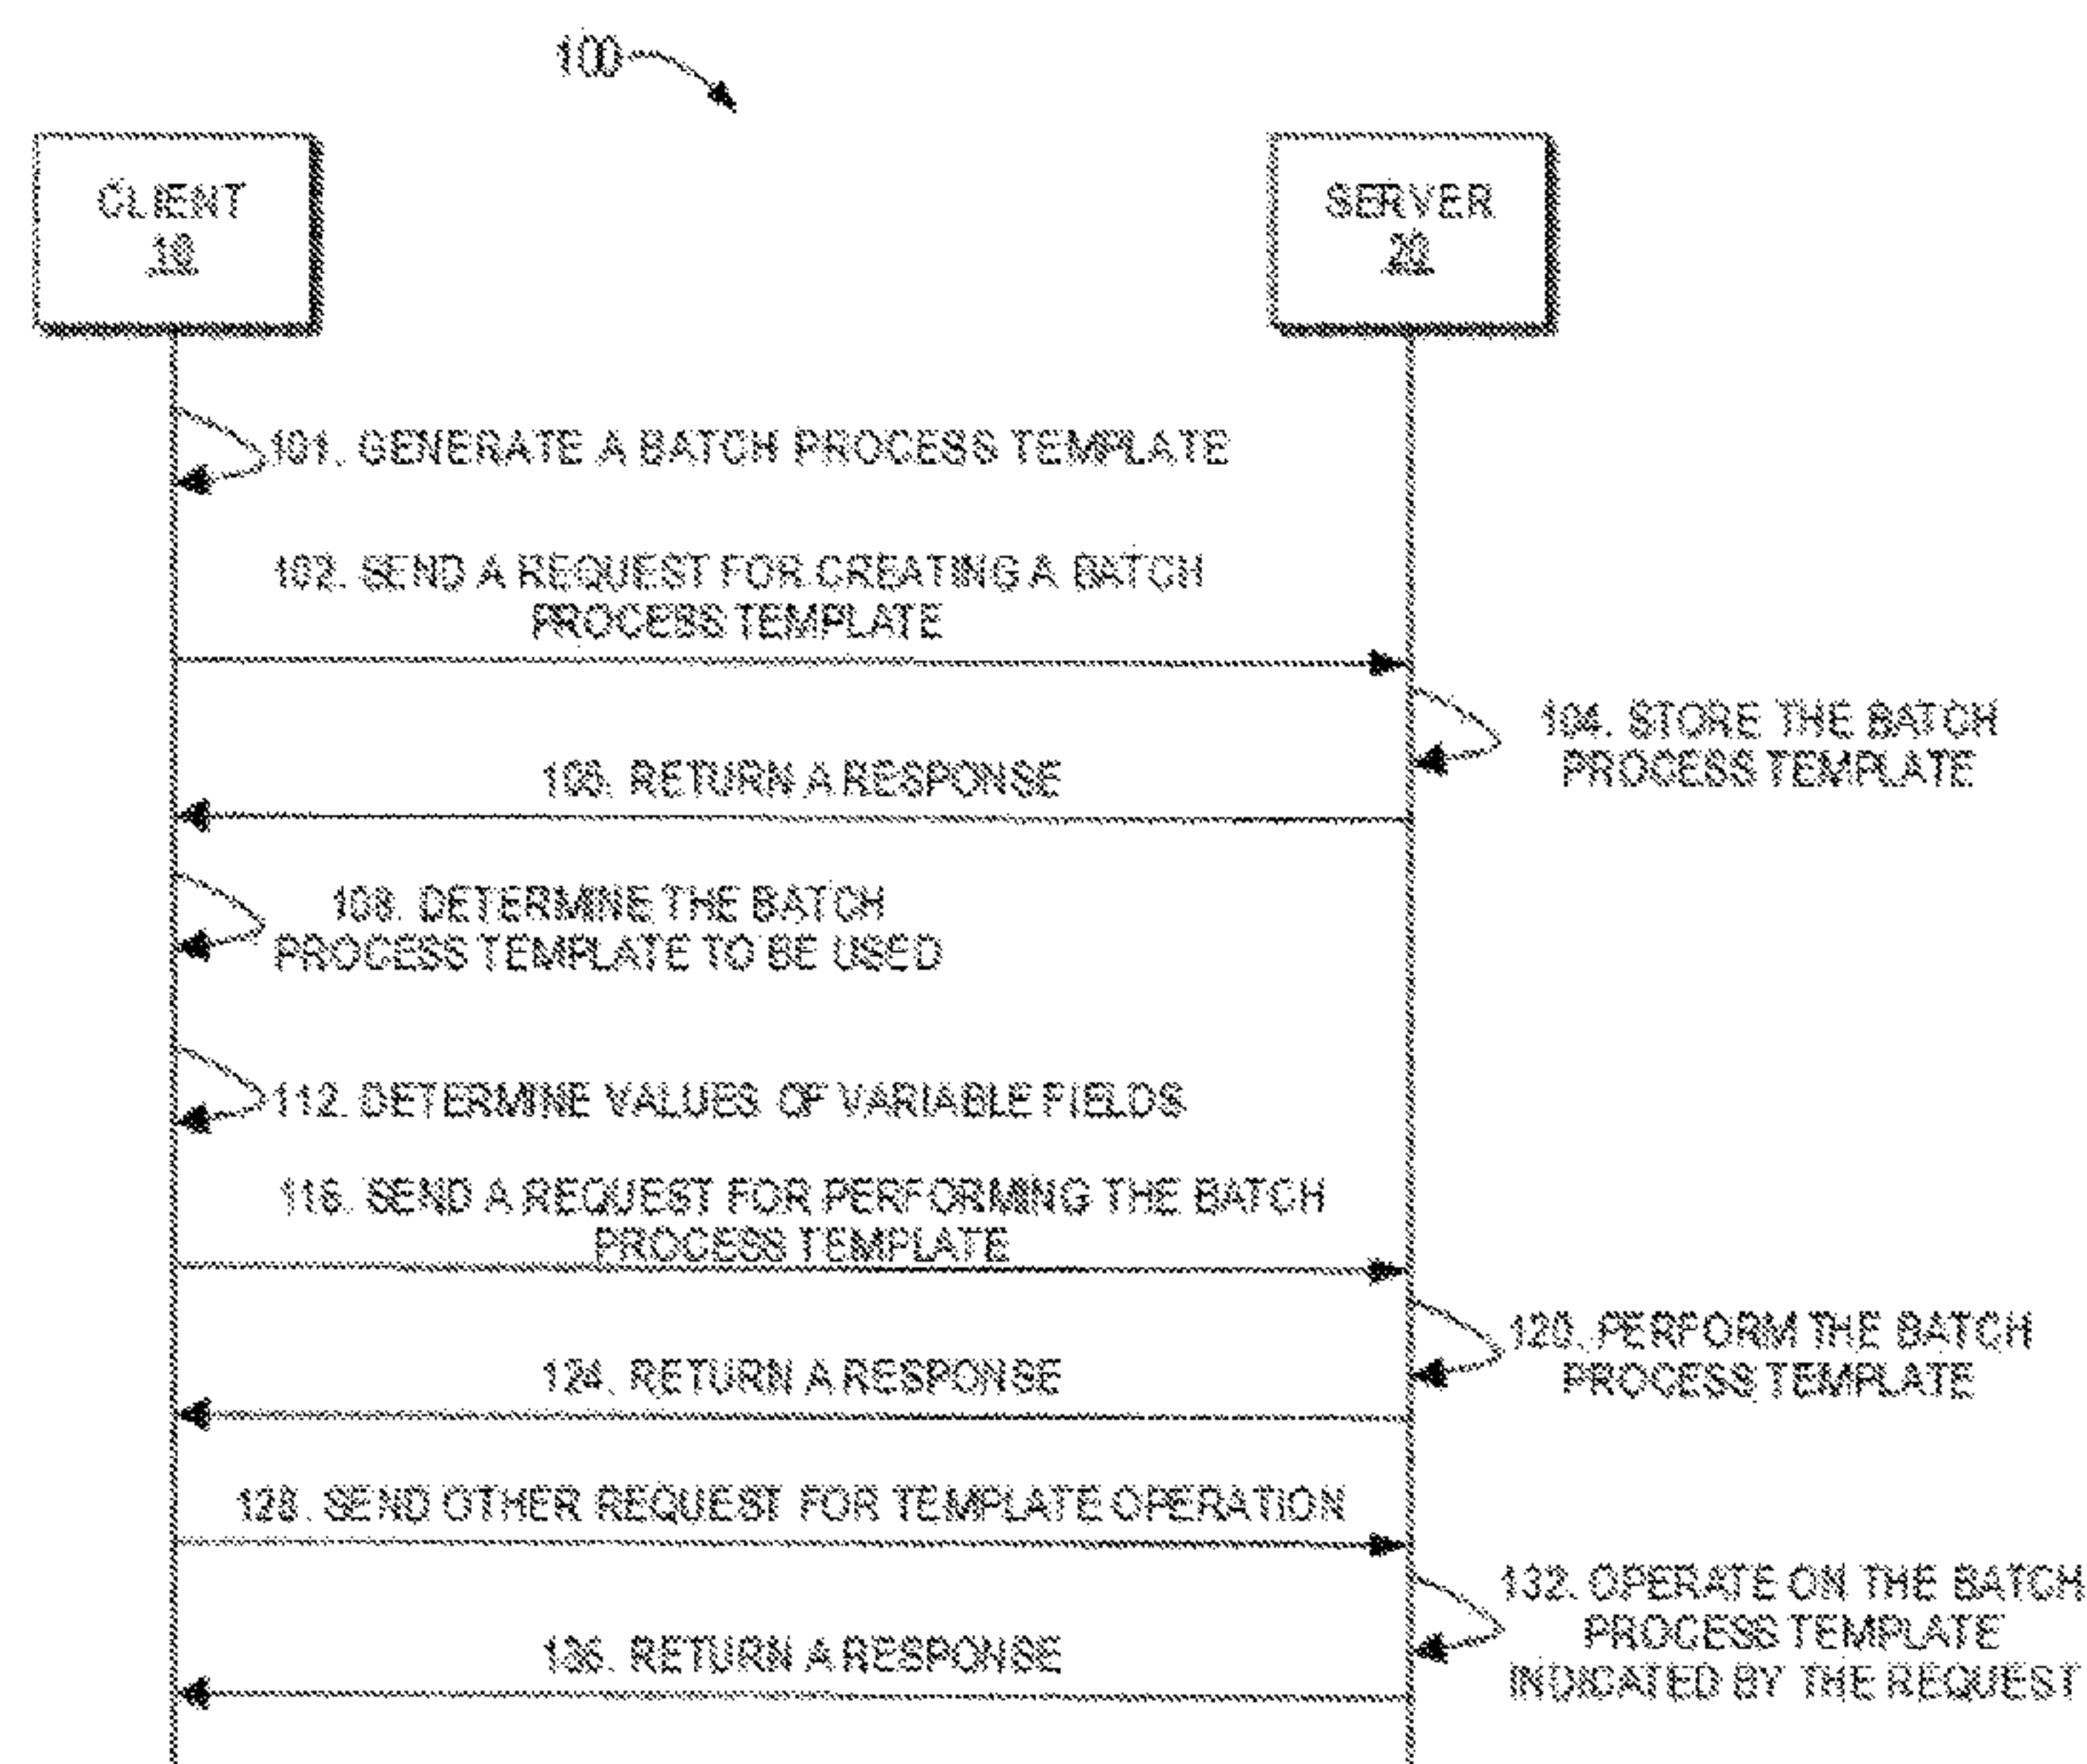 100
CLIENT
10
SERVER
20
101. GENERATE A BATCH PROCESS TEMPLATE
102. SEND A REQUEST FOR CREATING A BATCH
PROCESS TEMPLATE
104. STORE THE BATCH
PROCESS TEMPLATE
RETURN A RESPONSE
DETERMINE THE BATCH
PROCESS TEMPLATE TO BE USED
112. DETERMINE VALUES OF VARIABLE FIELDS
116. SEND A REQUEST FOR PERFORMING THE BATCH
PROCESS TEMPLATE
120. PERFORM THE BATCH
PROCESS TEMPLATE
124. RETURN A RESPONSE
128. SEND OTHER REQUEST FOR TEMPLATE OPERATION
132. OPERATE ON THE BATCH
PROCESS TEMPLATE
INDICATED BY THE REQUEST
136. RETURN A RESPONSE